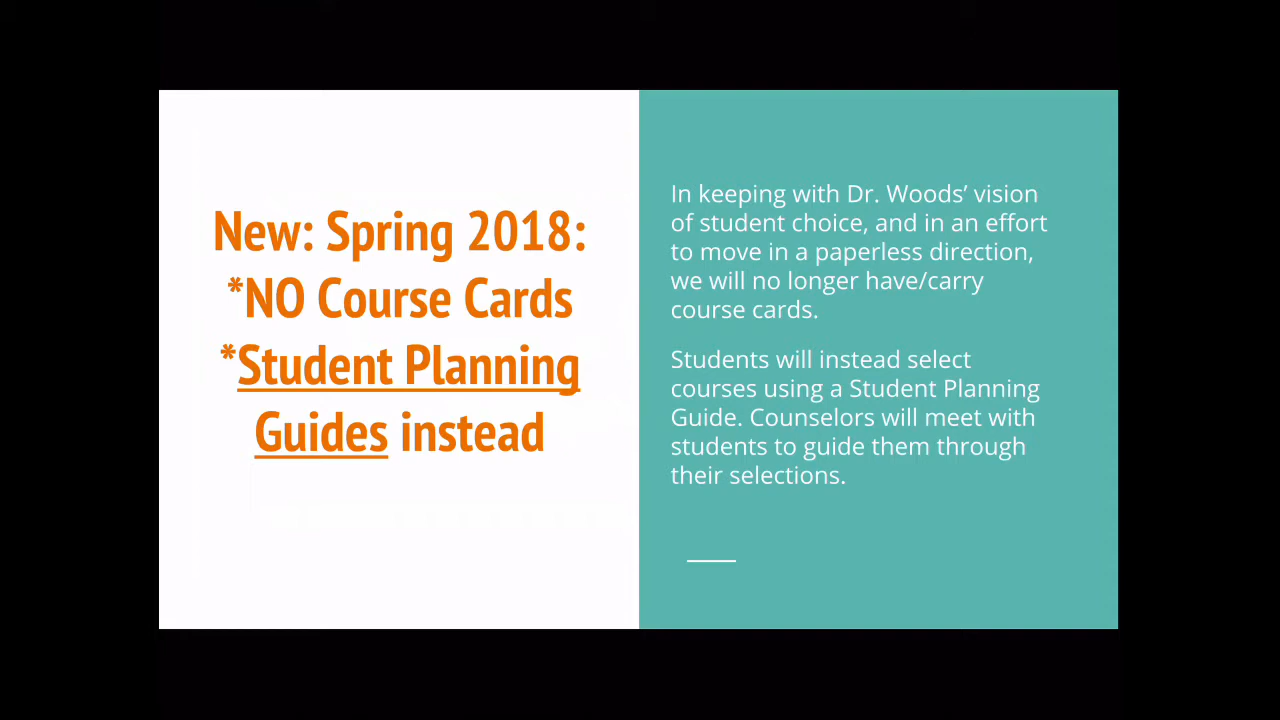 New: Spring 2018:
*NO Course Cards
*Student Planning
Guides instead
In keeping with Dr. Woods’ vision
of student choice, and in an effort
to move in a paperless direction,
we will no longer have/carry
course cards.
Students will instead select
courses using a Student Planning
Guide. Counselors will meet with
students to guide them through
their selections.